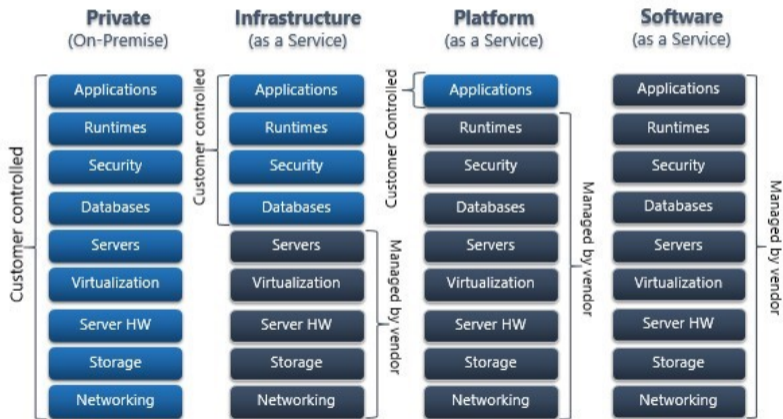 Private
(On-Premise)
Customer controlled
Applications
Runtimes
Security
Databases
Servers
Virtualization
Server HW
Storage
Networking
Infrastructure
(as a Service)
Customer controlled
Applications
Runtimes
Security
Databases
Servers
Virtualization
Server HW
Storage
Networking
Managed by vendor
Platform
(as a Service)
Customer Controlled
Applications
Runtimes
Security
Databases
Servers
Virtualization
Server HW
Storage
Networking
Managed by vendor
Software
(as a Service)
Applications
Runtimes
Security
Databases
Servers
Virtualization
Server HW
Storage
Networking
Managed by vendor